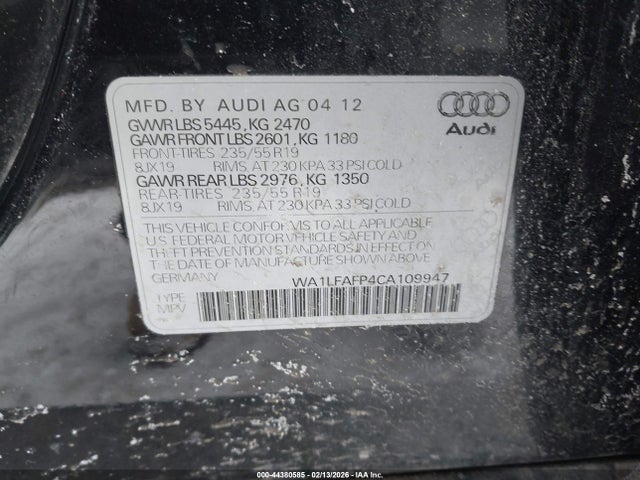 MFD. BY AUDI AG 04 12
GVWR LBS 5445, KG 2470
GAWR FRONT LBS 2601, KG 1180
FRONT-TIRES 235/55 R19
8JX19 RIMS, AT 230 KPA 33 PSI COLD
GAWR REAR LBS 2976, KG 1350
REAR-TIRES 235/55 R19
8JX19 RIMS, AT 230 KPA 33 PSI COLD
THIS VEHICLE CONFORMS TO ALL APPLICABLE
U.S. FEDERAL MOTOR VEHICLE SAFETY AND THEFT
PREVENTION STANDARDS IN EFFECT ON THE
DATE OF MANUFACTURE SHOWN ABOVE
GERMANY WA1LFAFP4CA109947
TYPE
MPV
Audi
000-44380585 - 02/13/2026 - IAA Inc.